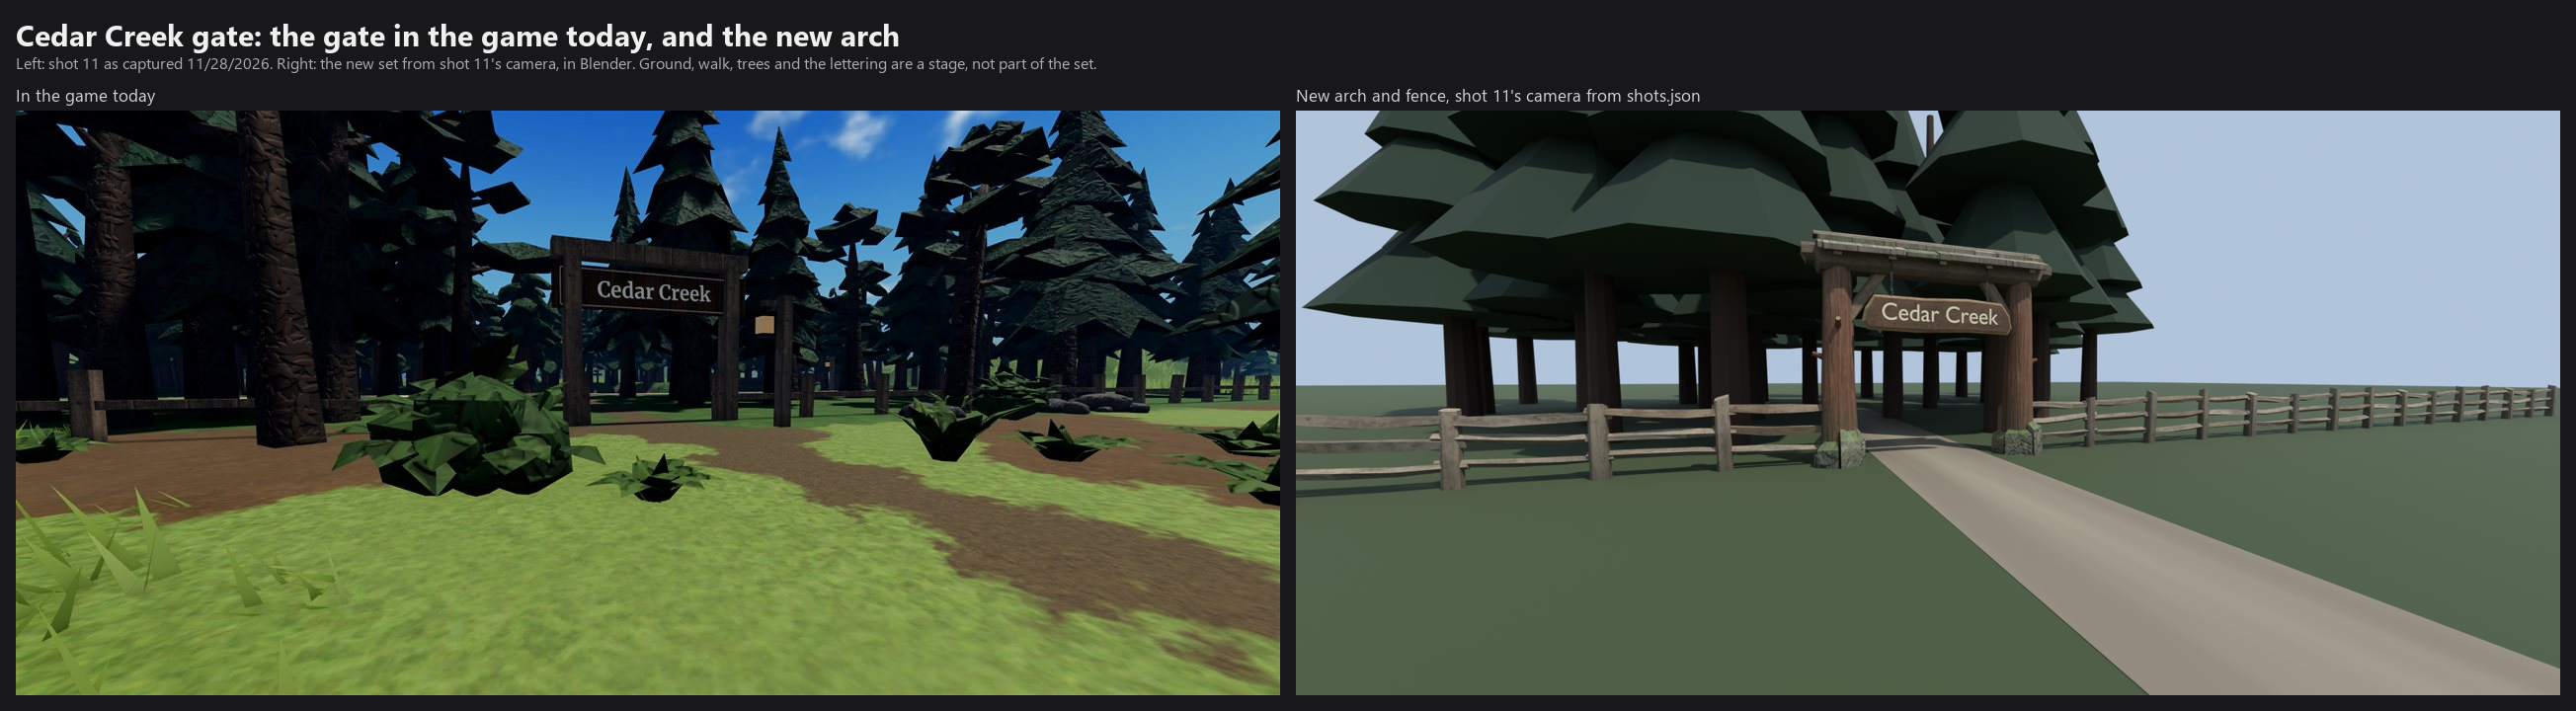 Cedar Creek gate: the gate in the game today, and the new arch
Left: shot 11 as captured 11/28/2026. Right: the new set from shot 11's camera, in Blender. Ground, walk, trees and the lettering are a stage, not part of the set.
In the game today
New arch and fence, shot 11's camera from shots.json
Cedar Creek
Cedar Creek